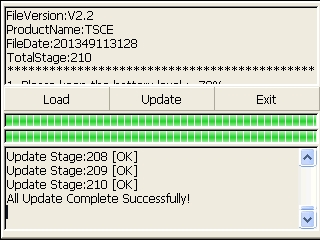 FileVersion:V2.2
ProductName:TSCE
FileDate:201349113128
TotalStage:210
****************************************************
1. Please keep the battery level > 70%
Load Update Exit
Update Stage:208 [OK]
Update Stage:209 [OK]
Update Stage:210 [OK]
All Update Complete Successfully!